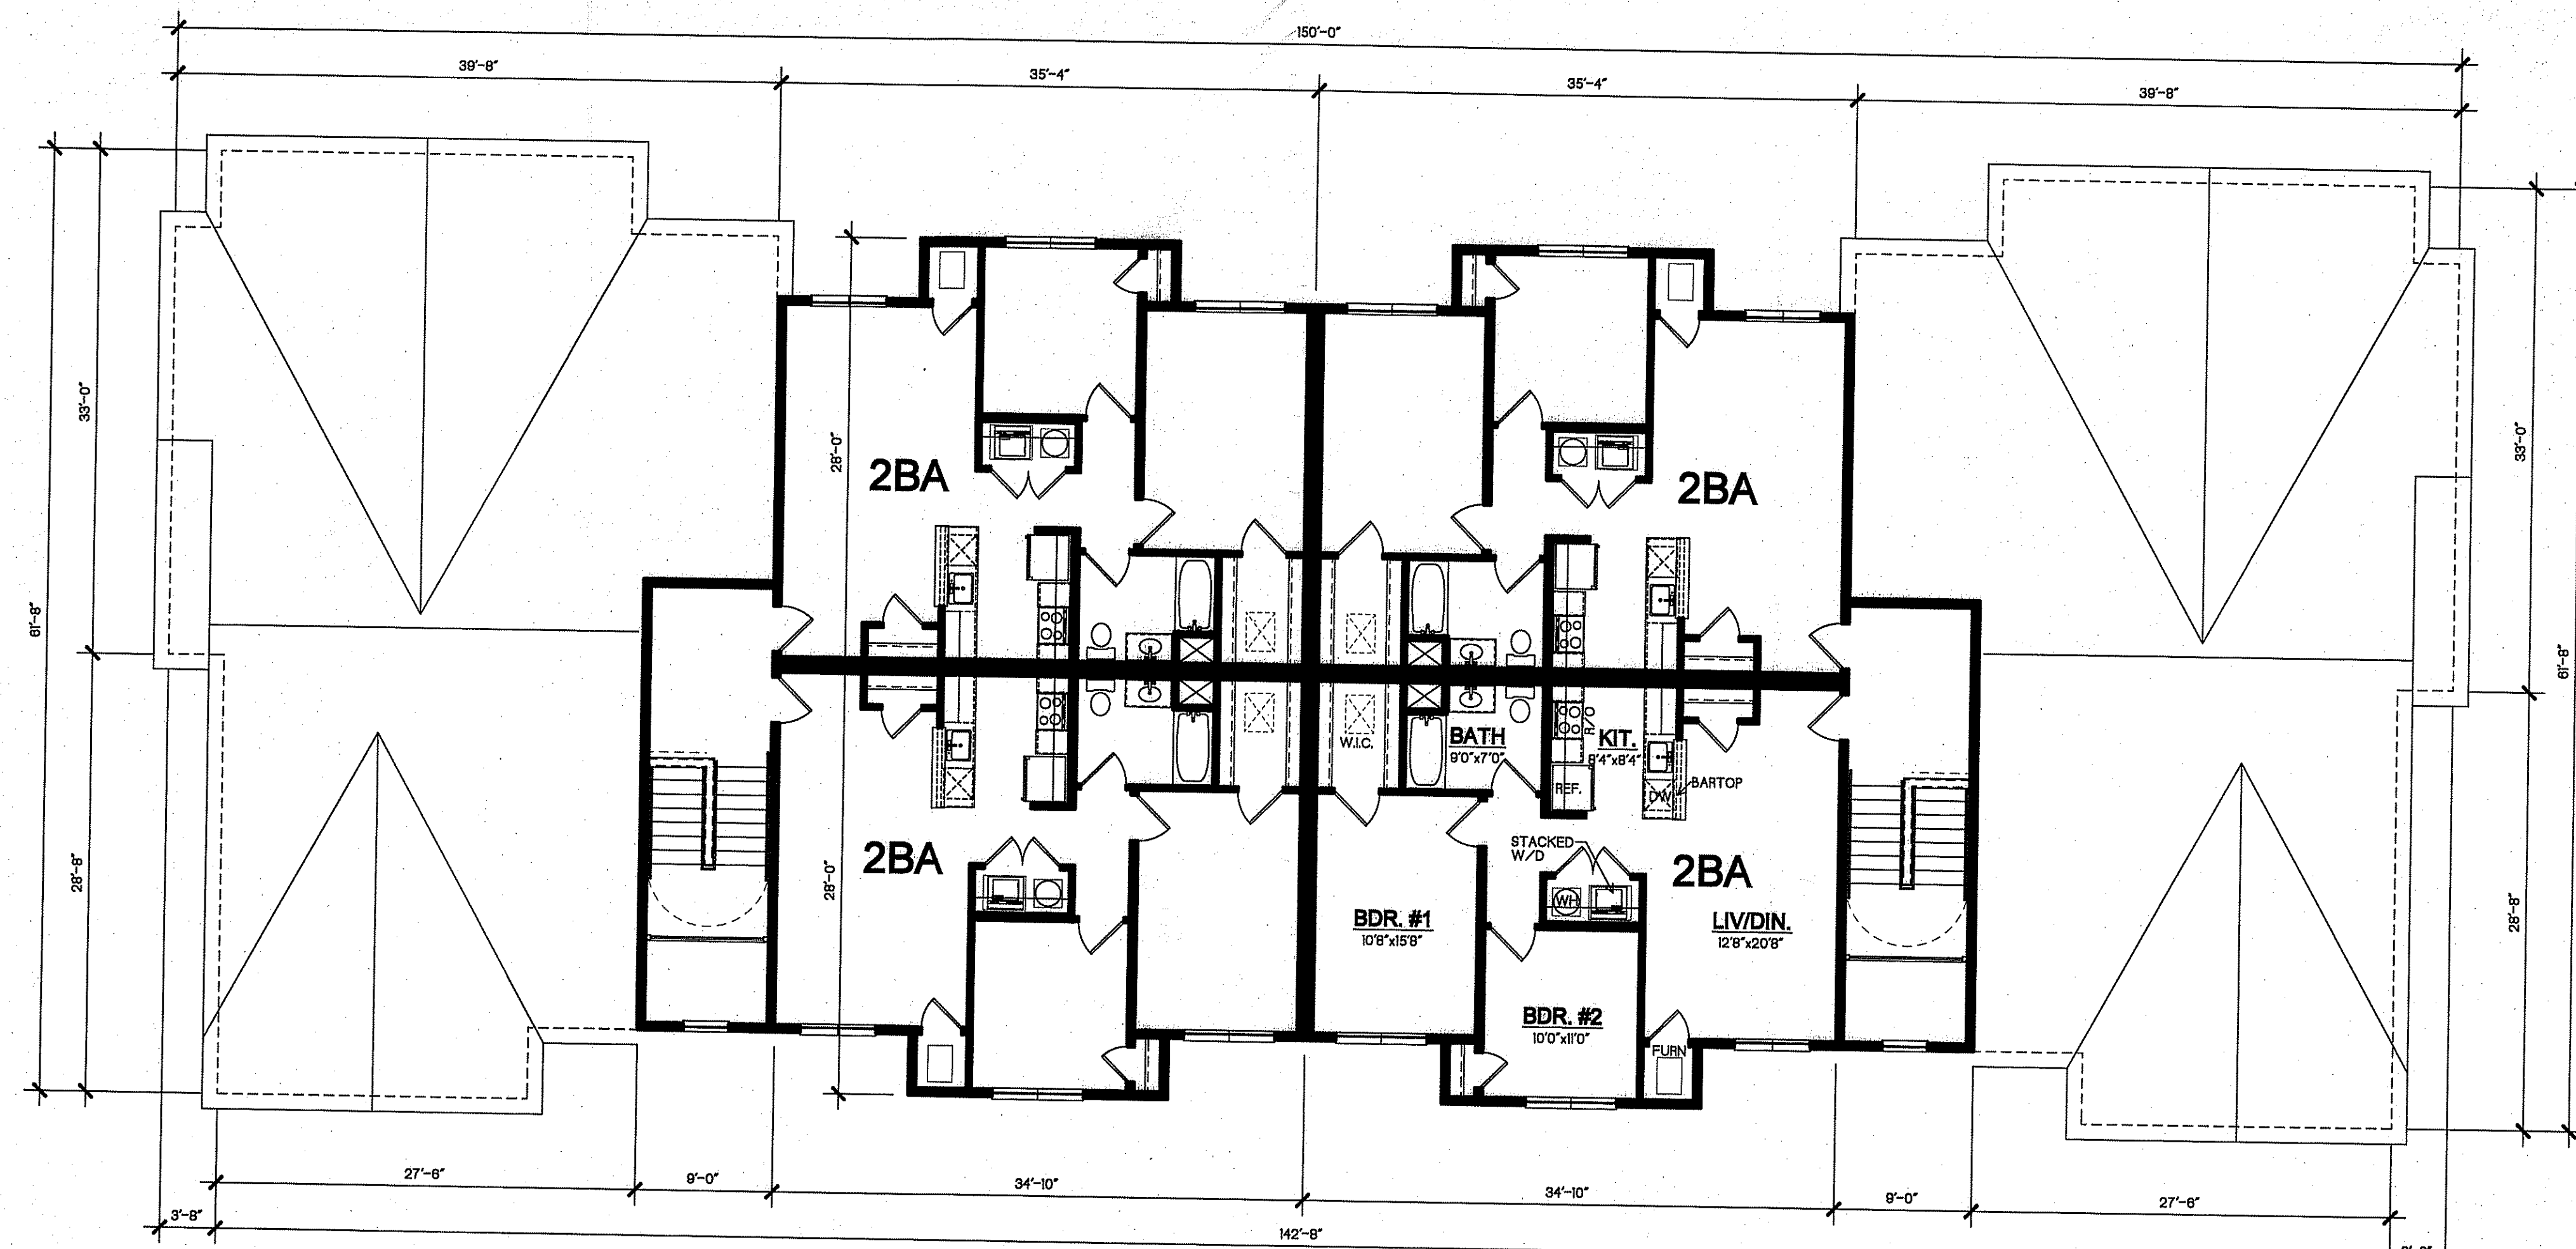 150'-0"
39'-8"
35'-4"
35'-4"
39'-8"
61'-8"
33'-0"
28'-8"
28'-0"
28'-0"
33'-0"
61'-8"
28'-8"
2BA
2BA
2BA
2BA
W.I.C.
BATH
9'0"x7'0"
R/O
KIT.
8'4"x8'4"
REF.
DW
BARTOP
STACKED
W/D
WH
BDR. #1
10'8"x15'8"
LIV/DIN.
12'8"x20'8"
BDR. #2
10'0"x11'0"
FURN
27'-6"
9'-0"
34'-10"
34'-10"
9'-0"
27'-6"
3'-8"
142'-8"